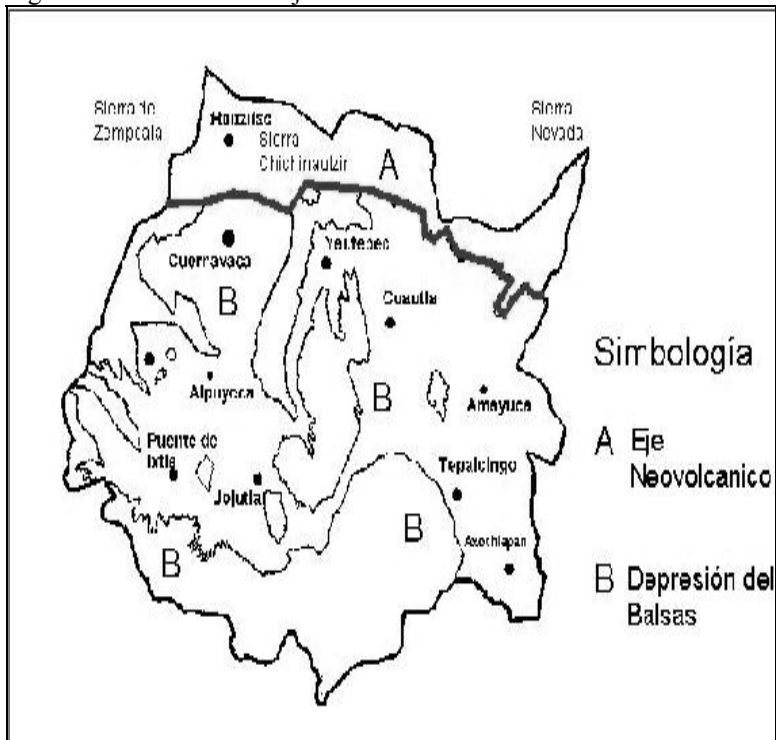 Sierra de
Zempoala
Huitzilac
Sierra
Chichinautzin
A
Sierra
Nevada
Cuernavaca
Yautepec
B
Cuautla
Simbología
Alpuyeca
B
Amayuca
A Eje
Neovolcanico
Puente de
Ixtla
Jojutla
Tepalcingo
B
Axochiapan
B
B Depresión del
Balsas